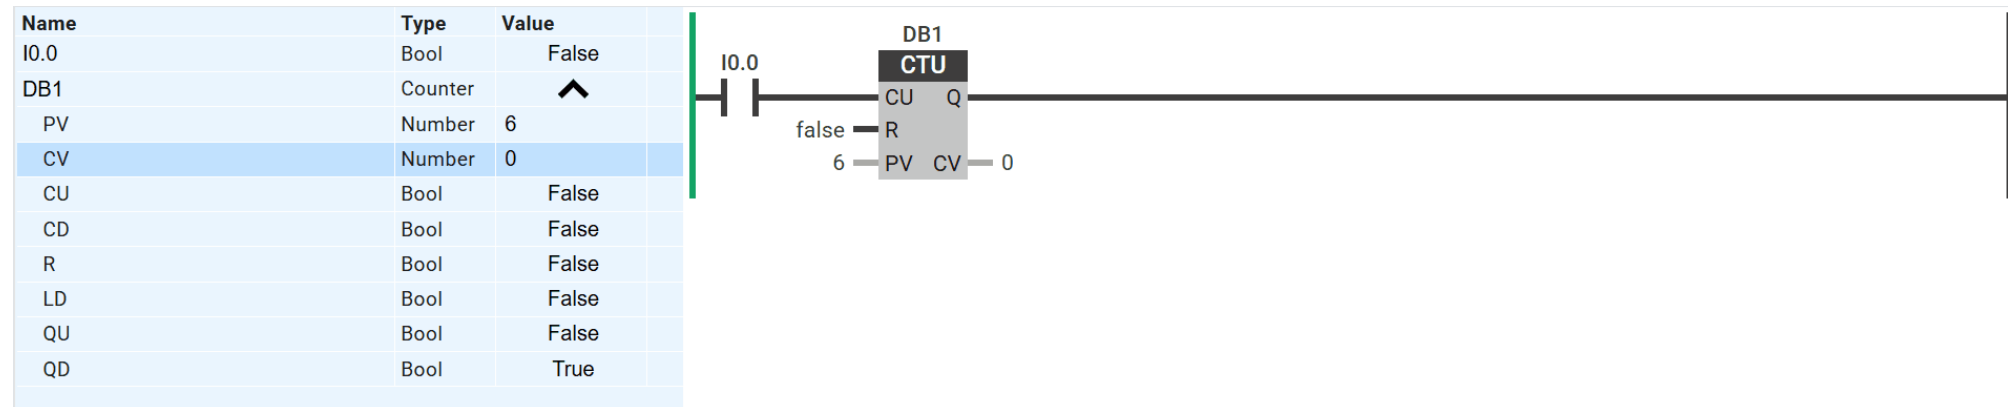 Name Type Value
I0.0 Bool False
DB1 Counter
PV Number 6
CV Number 0
CU Bool False
CD Bool False
R Bool False
LD Bool False
QU Bool False
QD Bool True
DB1
I0.0 CTU
CU Q
false R
6 PV CV 0